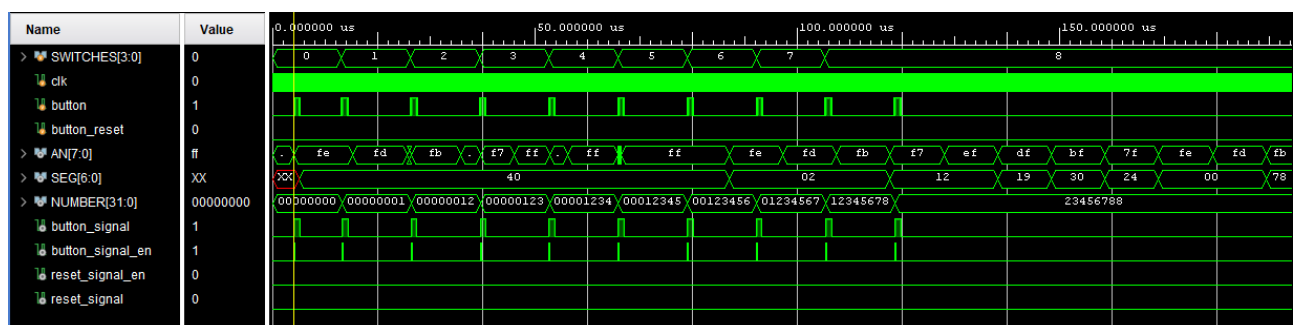 Name Value 0.000000 us 50.000000 us 100.000000 us 150.000000 us
SWITCHES[3:0] 0 0 1 2 3 4 5 6 7 8
clk 0
button 1
button_reset 0
AN[7:0] ff . fe fd fb . f7 ff . ff ff fe fd fb f7 ef df bf 7f fe fd fb
SEG[6:0] XX XX 40 02 12 19 30 24 00 78
NUMBER[31:0] 00000000 00000000 00000001 00000012 00000123 00001234 00012345 00123456 01234567 12345678 23456788
button_signal 1
button_signal_en 1
reset_signal_en 0
reset_signal 0